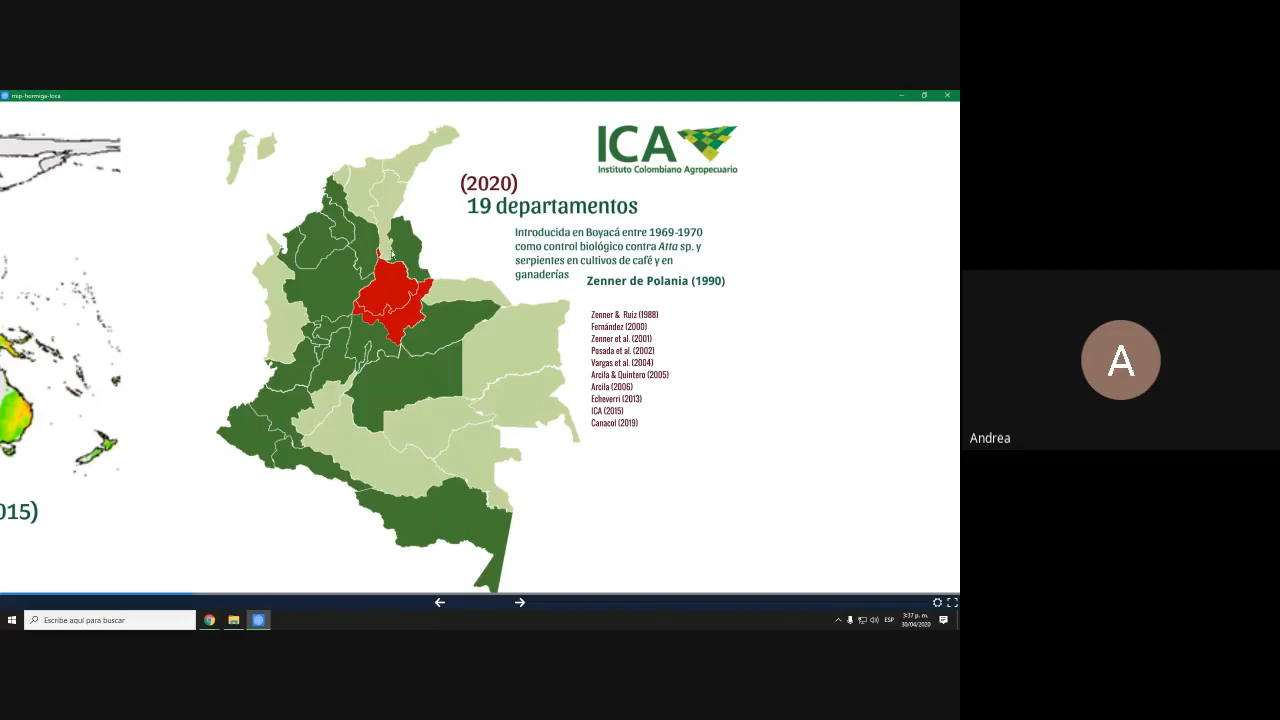 mip-hormiga-loca
ICA
Instituto Colombiano Agropecuario
(2020)
19 departamentos
Introducida en Boyacá entre 1969-1970
como control biológico contra Atta sp. y
serpientes en cultivos de café y en
ganaderías
Zenner de Polania (1990)
Zenner & Ruiz (1988)
Fernández (2000)
Zenner et al. (2001)
Posada et al. (2002)
Vargas et al. (2004)
Arcila & Quintero (2005)
Arcila (2006)
Echeverri (2013)
ICA (2015)
Canacol (2019)
015)
A
Andrea
Escribe aquí para buscar
ESP
3:37 p. m.
30/04/2020